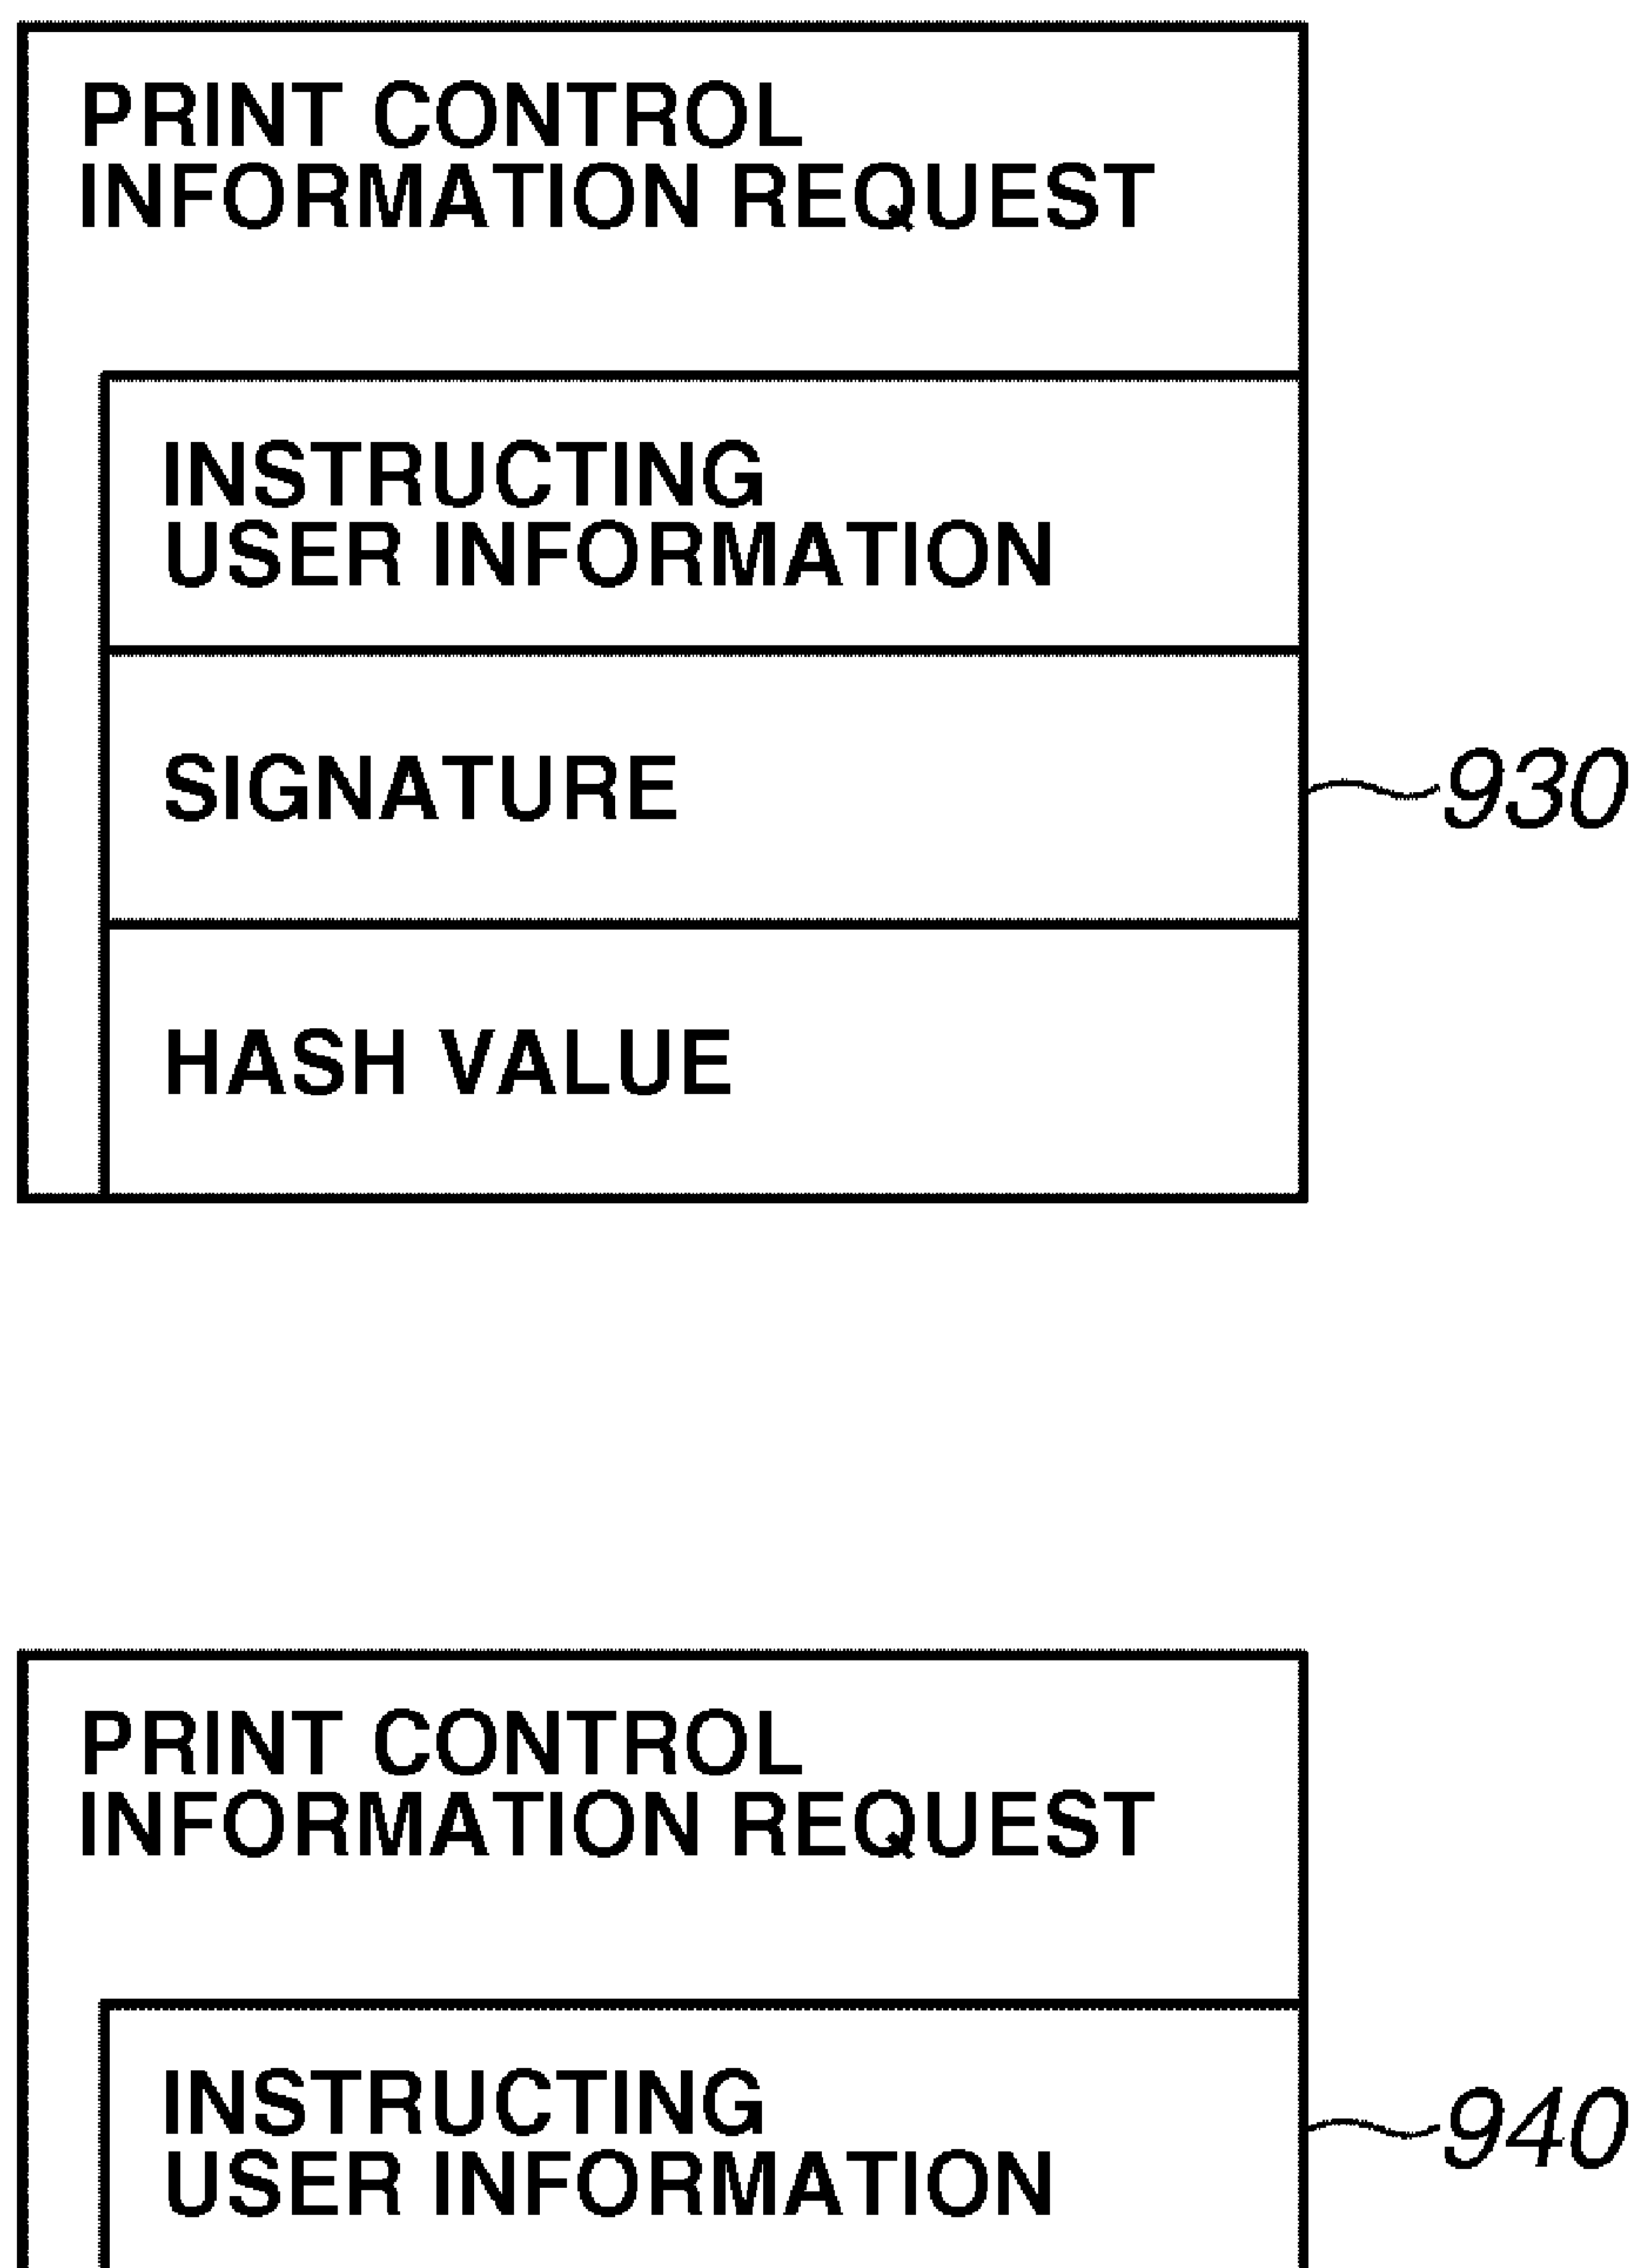 PRINT CONTROL
INFORMATION REQUEST
INSTRUCTING
USER INFORMATION
SIGNATURE
930
HASH VALUE
PRINT CONTROL
INFORMATION REQUEST
INSTRUCTING
USER INFORMATION
940